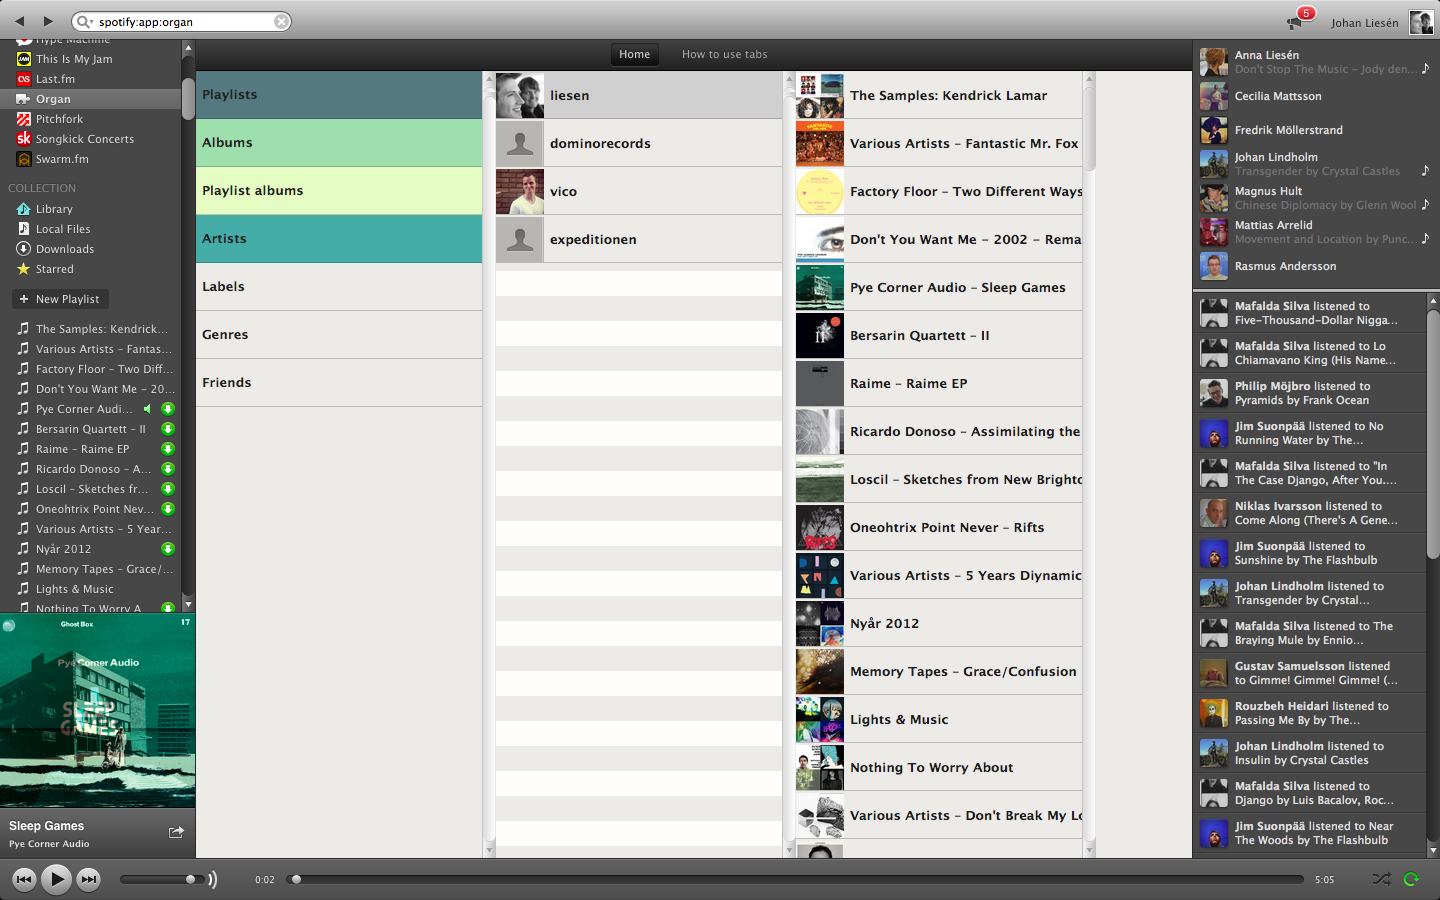 spotify:app:organ
5
Johan Liesén
Hype Machine
This Is My Jam
Last.fm
Organ
Pitchfork
Songkick Concerts
Swarm.fm
COLLECTION
Library
Local Files
Downloads
Starred
+ New Playlist
The Samples: Kendrick...
Various Artists – Fantas...
Factory Floor – Two Diff...
Don't You Want Me – 20...
Pye Corner Audi...
Bersarin Quartett – II
Raime – Raime EP
Ricardo Donoso – A...
Loscil – Sketches fr...
Oneohtrix Point Nev...
Various Artists – 5 Year...
Nyår 2012
Memory Tapes – Grace/...
Lights & Music
Nothing To Worry A
Ghost Box
17
Pye Corner Audio
SLEEP
GAMES
Sleep Games
Pye Corner Audio
Home
How to use tabs
Playlists
Albums
Playlist albums
Artists
Labels
Genres
Friends
liesen
dominorecords
vico
expeditionen
The Samples: Kendrick Lamar
Various Artists – Fantastic Mr. Fox
Factory Floor – Two Different Ways
Don't You Want Me – 2002 – Rema
Pye Corner Audio – Sleep Games
Bersarin Quartett – II
Raime – Raime EP
Ricardo Donoso – Assimilating the
Loscil – Sketches from New Brighto
Oneohtrix Point Never – Rifts
Various Artists – 5 Years Diynamic
Nyår 2012
Memory Tapes – Grace/Confusion
Lights & Music
Nothing To Worry About
Various Artists – Don't Break My Lo
Anna Liesén
Don't Stop The Music – Jody den...
Cecilia Mattsson
Fredrik Möllerstrand
Johan Lindholm
Transgender by Crystal Castles
Magnus Hult
Chinese Diplomacy by Glenn Wool
Mattias Arrelid
Movement and Location by Punc...
Rasmus Andersson
Mafalda Silva listened to
Five-Thousand-Dollar Nigga...
Mafalda Silva listened to Lo
Chiamavano King (His Name...
Philip Möjbro listened to
Pyramids by Frank Ocean
Jim Suonpää listened to No
Running Water by The...
Mafalda Silva listened to "In
The Case Django, After You....
Niklas Ivarsson listened to
Come Along (There's A Gene...
Jim Suonpää listened to
Sunshine by The Flashbulb
Johan Lindholm listened to
Transgender by Crystal...
Mafalda Silva listened to The
Braying Mule by Ennio...
Gustav Samuelsson listened
to Gimme! Gimme! Gimme! (...
Rouzbeh Heidari listened to
Passing Me By by The...
Johan Lindholm listened to
Insulin by Crystal Castles
Mafalda Silva listened to
Django by Luis Bacalov, Roc...
Jim Suonpää listened to Near
The Woods by The Flashbulb
0:02
5:05